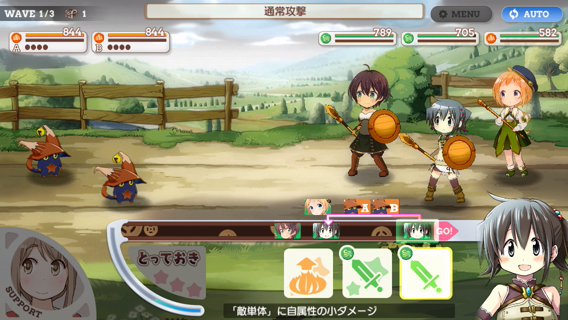 WAVE 1/3 1
通常攻撃
MENU
AUTO
A 844
B 844
789
705
582
A B
GO!
とっておき
SUPPORT
「敵単体」に自属性の小ダメージ